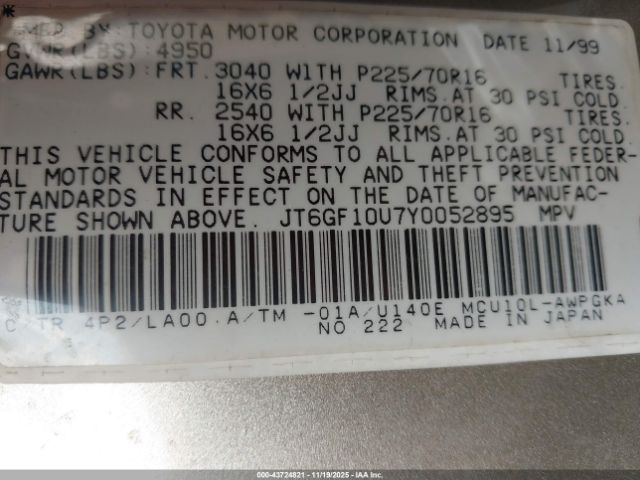 BY TOYOTA MOTOR CORPORATION DATE 11/99
GVWR(LBS):4950
GAWR(LBS):FRT. 3040 WITH P225/70R16 TIRES.
16X6 1/2JJ RIMS.AT 30 PSI COLD.
RR. 2540 WITH P225/70R16 TIRES.
16X6 1/2JJ RIMS.AT 30 PSI COLD.
THIS VEHICLE CONFORMS TO ALL APPLICABLE FEDER-
AL MOTOR VEHICLE SAFETY AND THEFT PREVENTION
STANDARDS IN EFFECT ON THE DATE OF MANUFAC-
TURE SHOWN ABOVE. JT6GF10U7Y0052895 MPV
C TR 4P2/LA00.A/TM -01A/U140E MCU10L-AWPGKA
NO 222 MADE IN JAPAN
000-43724821 - 11/19/2025 - IAAI.COM